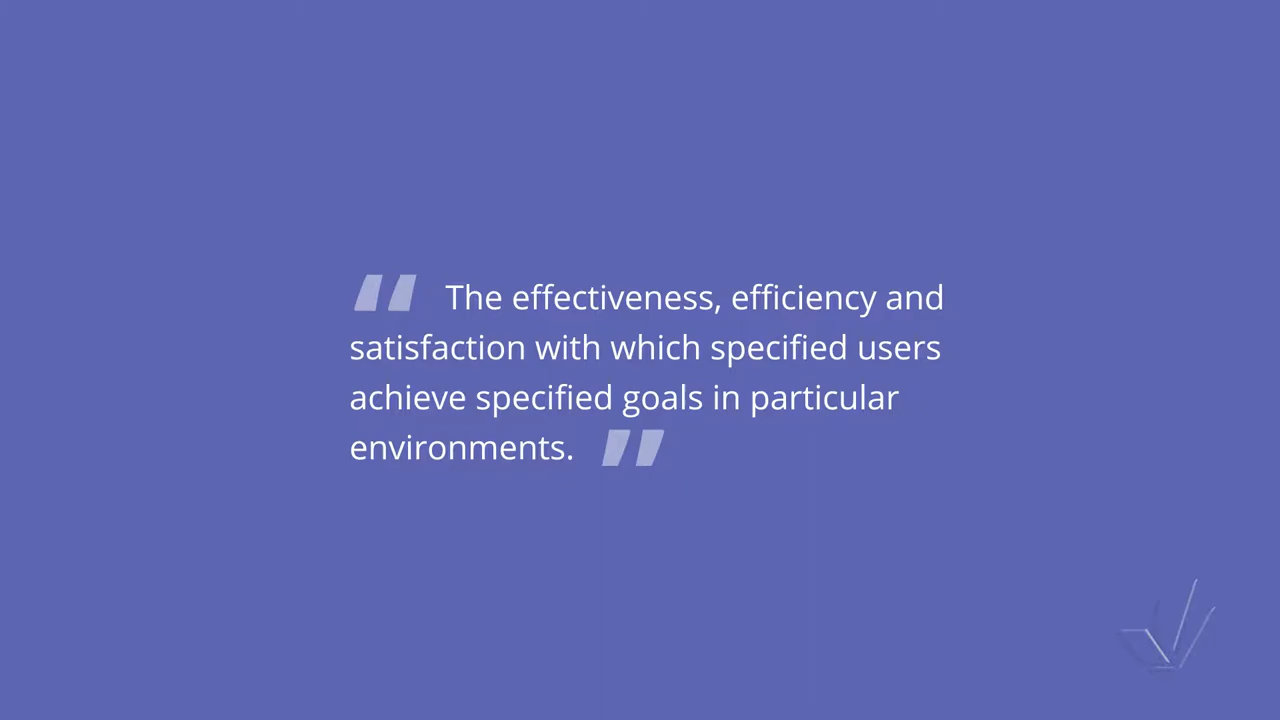 “ The effectiveness, efficiency and
satisfaction with which specified users
achieve specified goals in particular
environments. ”